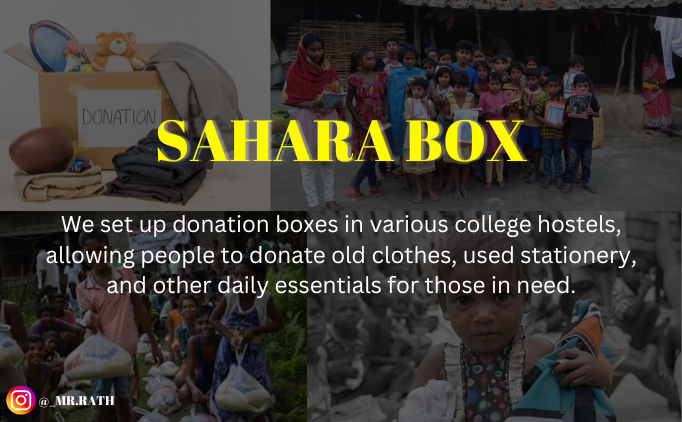 DONATION
SAHARA BOX
We set up donation boxes in various college hostels,
allowing people to donate old clothes, used stationery,
and other daily essentials for those in need.
@_MR.RATH